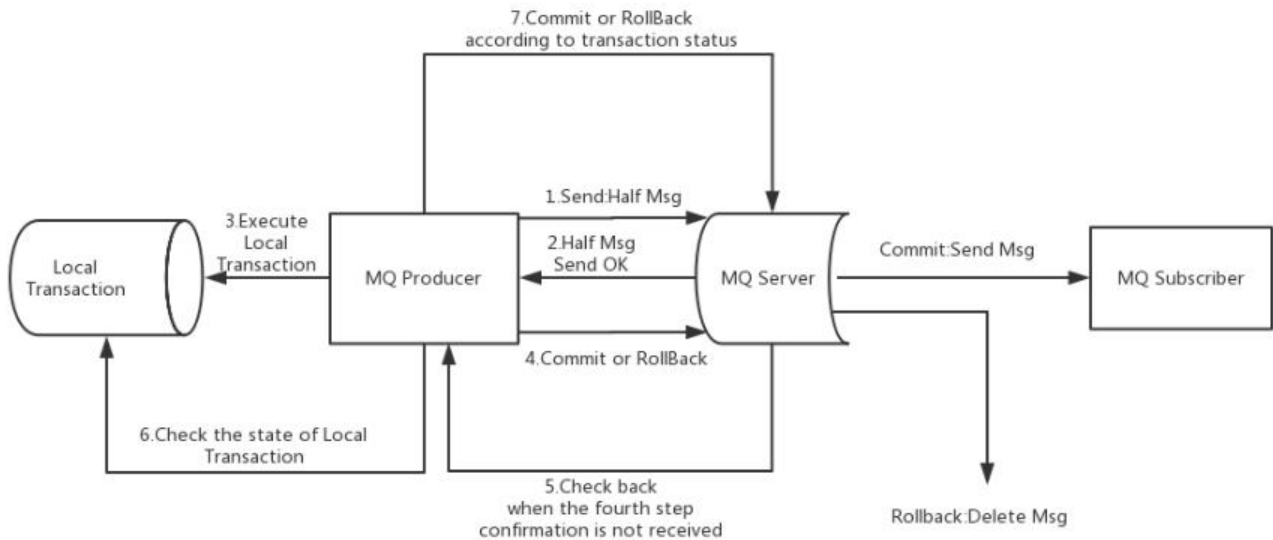 7.Commit or RollBack
according to transaction status
1.Send:Half Msg
3.Execute
Local
Transaction
2.Half Msg
Send OK
Commit:Send Msg
Local
Transaction
MQ Producer
MQ Server
MQ Subscriber
4.Commit or RollBack
6.Check the state of Local
Transaction
5.Check back
when the fourth step
confirmation is not received
Rollback:Delete Msg